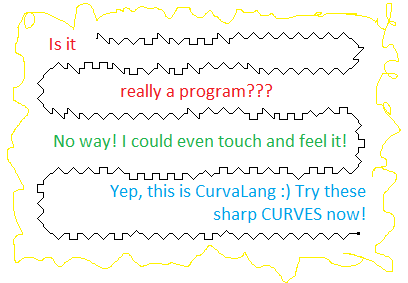 Is it
really a program???
No way! I could even touch and feel it!
Yep, this is CurvaLang :) Try these
sharp CURVES now!